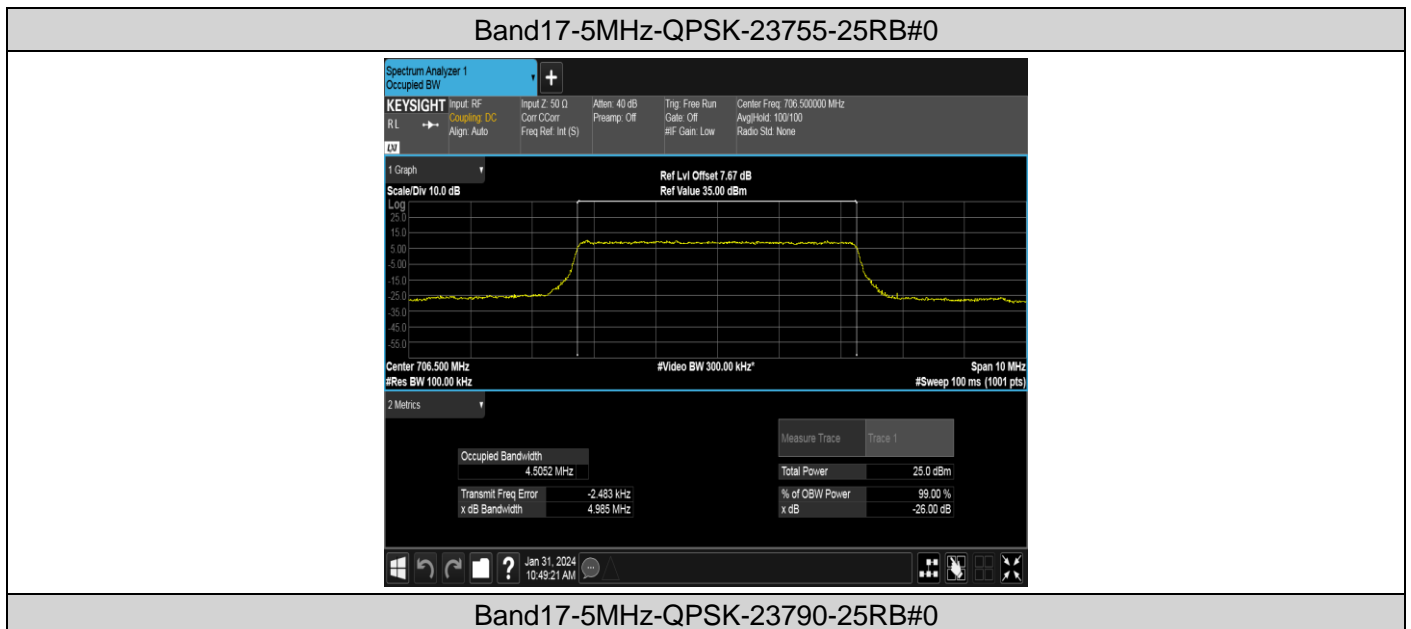 Band17-5MHz-QPSK-23755-25RB#0
Spectrum Analyzer 1
Occupied BW
+
KEYSIGHT Input: RF Input Z: 50 Ω Atten: 40 dB Trig: Free Run Center Freq: 706.500000 MHz
RL Coupling: DC Corr CCorr Preamp: Off Gate: Off Avg|Hold: 100/100
Align: Auto Freq Ref: Int (S) #IF Gain: Low Radio Std: None
LXI
1 Graph
Ref Lvl Offset 7.67 dB
Scale/Div 10.0 dB Ref Value 35.00 dBm
Log
25.0
15.0
5.00
-5.00
-15.0
-25.0
-35.0
-45.0
-55.0
Center 706.500 MHz #Video BW 300.00 kHz* Span 10 MHz
#Res BW 100.00 kHz #Sweep 100 ms (1001 pts)
2 Metrics
Measure Trace Trace 1
Occupied Bandwidth
4.5052 MHz Total Power 25.0 dBm
Transmit Freq Error -2.483 kHz % of OBW Power 99.00 %
x dB Bandwidth 4.985 MHz x dB -26.00 dB
? Jan 31, 2024
10:49:21 AM
Band17-5MHz-QPSK-23790-25RB#0